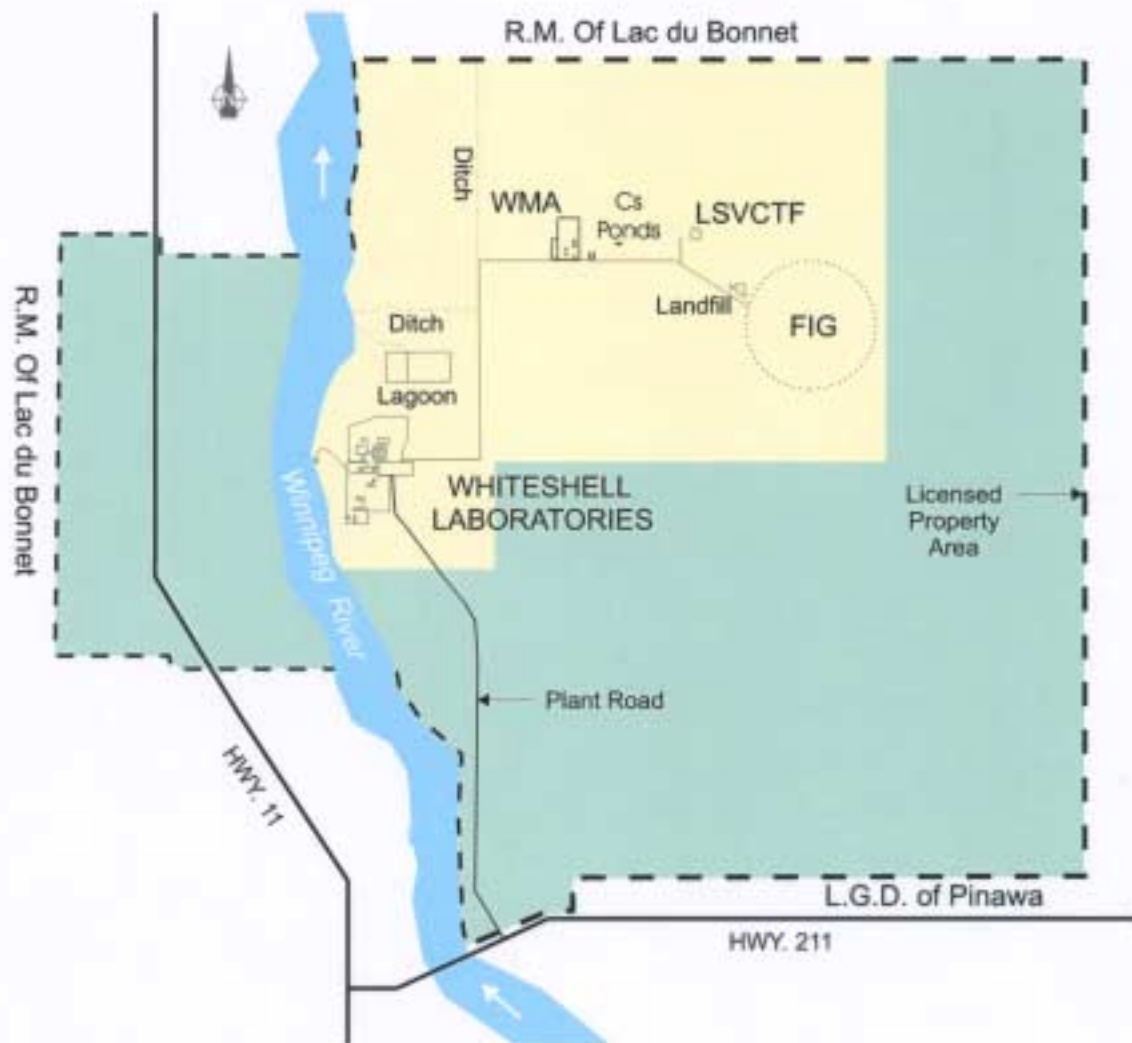 R.M. Of Lac du Bonnet
N
Ditch
WMA
Cs
Ponds
LSVCTF
Landfill
FIG
R.M. Of Lac du Bonnet
Ditch
Lagoon
WHITESHELL
LABORATORIES
Licensed
Property
Area
Winnipeg River
Plant Road
HWY. 11
L.G.D. of Pinawa
HWY. 211